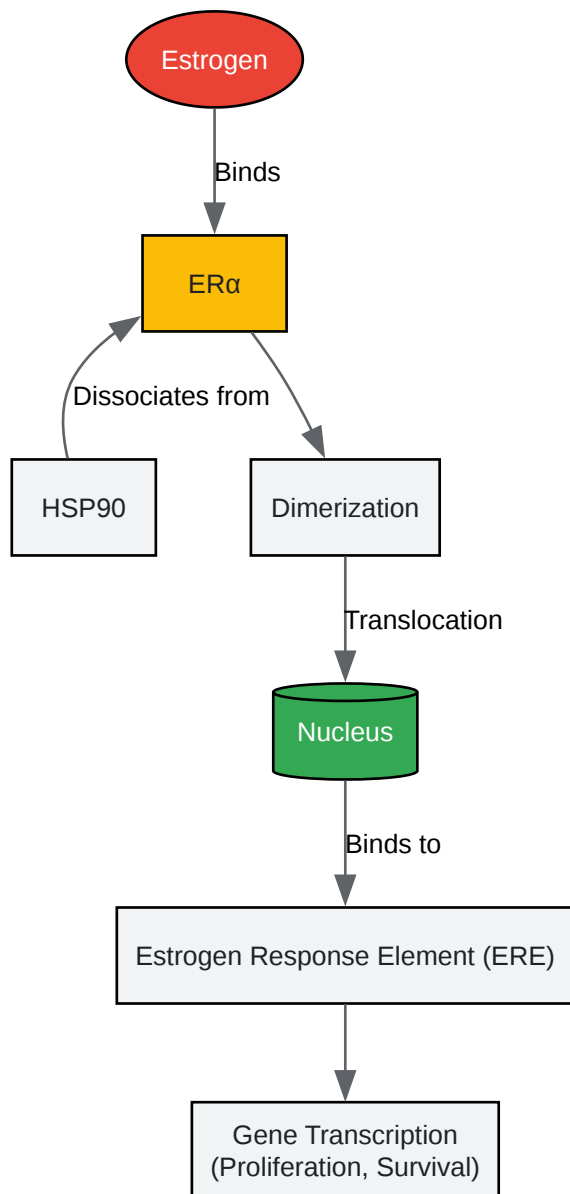 Estrogen
Binds
ERα
Dissociates from
HSP90
Dimerization
Translocation
Nucleus
Binds to
Estrogen Response Element (ERE)
Gene Transcription
(Proliferation, Survival)